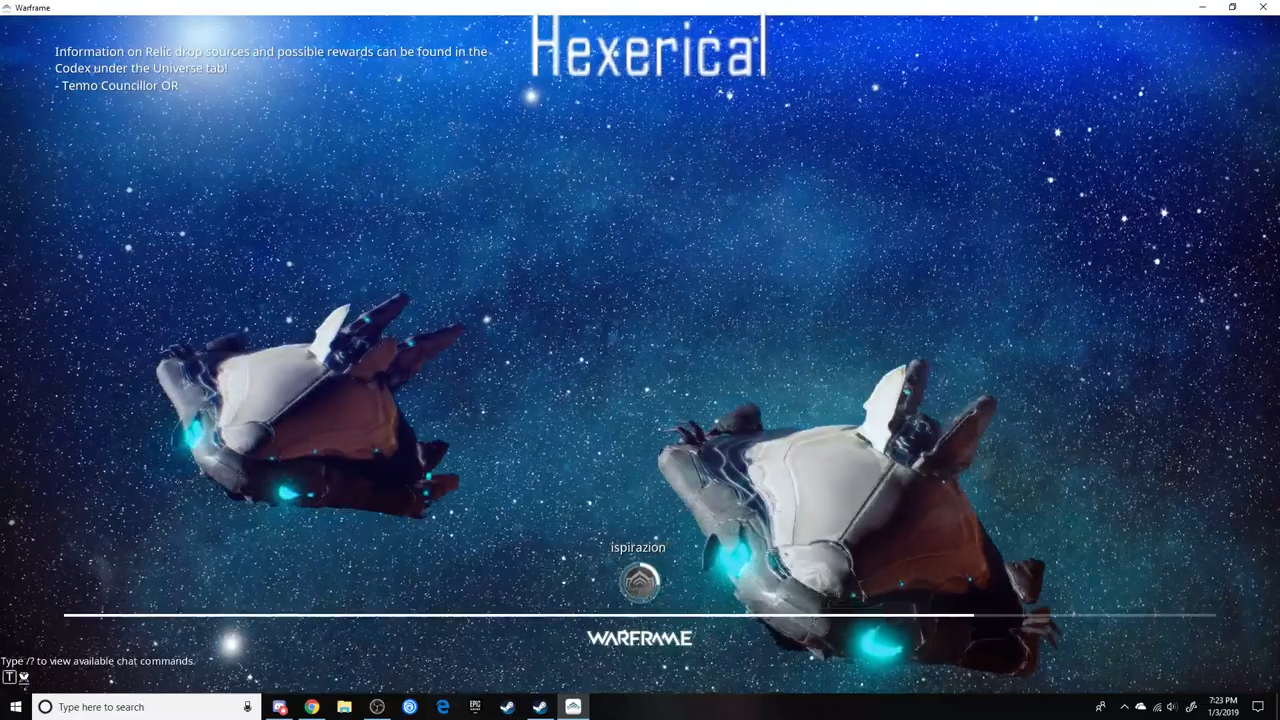 Warframe
Hexerical
Information on Relic drop sources and possible rewards can be found in the
Codex under the Universe tab!
- Tenno Councillor OR
ispirazion
WARFRAME
Type /? to view available chat commands.
T
Type here to search
EPIC
GAMES
7:23 PM
1/3/2019